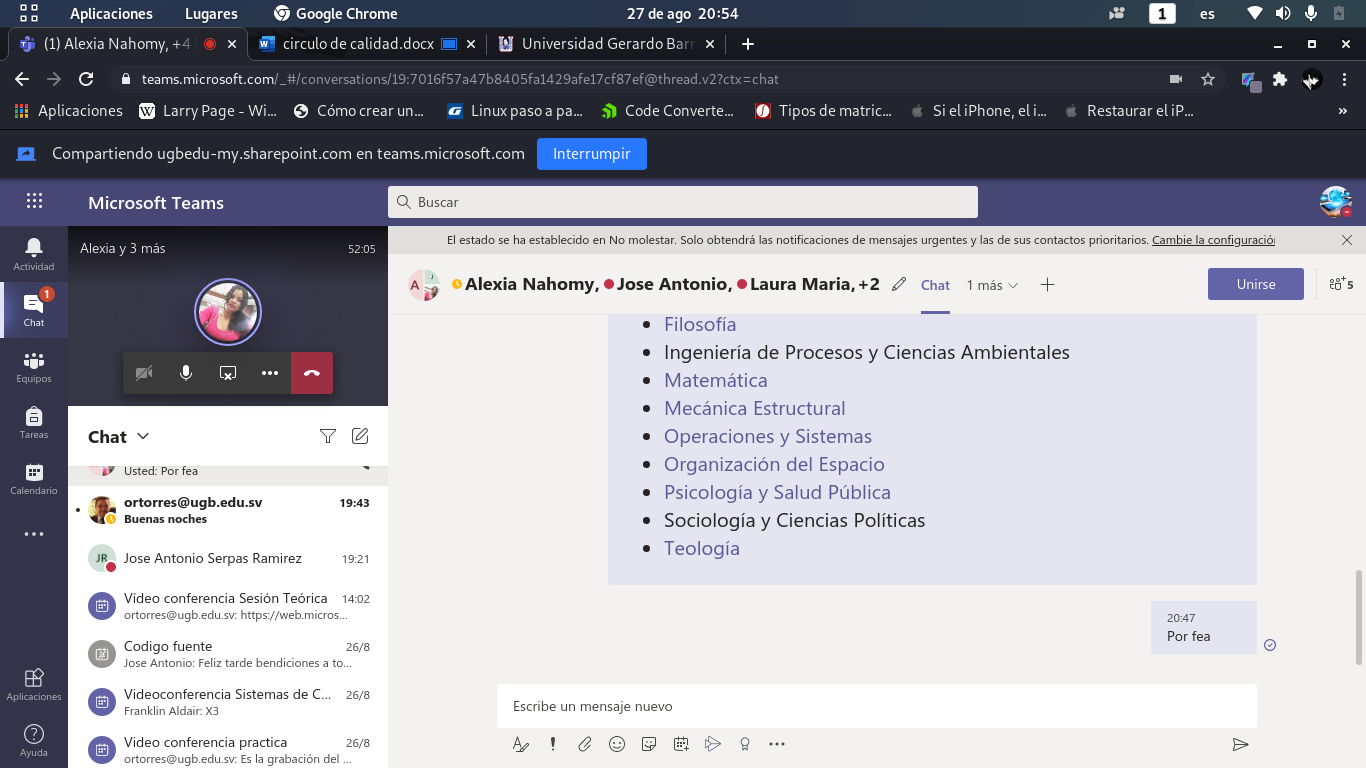 Aplicaciones Lugares Google Chrome 27 de ago 20:54 1 es
(1) Alexia Nahomy, +4 circulo de calidad.docx Universidad Gerardo Barr
teams.microsoft.com/_#/conversations/19:7016f57a47b8405fa1429afe17cf87ef@thread.v2?ctx=chat
Aplicaciones Larry Page - Wi... Cómo crear un... Linux paso a pa... Code Converte... Tipos de matric... Si el iPhone, el i... Restaurar el iP... »
Compartiendo ugbedu-my.sharepoint.com en teams.microsoft.com Interrumpir
Microsoft Teams Buscar
Actividad
1
Chat
Equipos
Tareas
Calendario
Aplicaciones
Ayuda
Alexia y 3 más 52:05
Chat
Usted: Por fea
ortorres@ugb.edu.sv 19:43
Buenas noches
JR Jose Antonio Serpas Ramirez 19:21
Vídeo conferencia Sesión Teórica 14:02
ortorres@ugb.edu.sv: https://web.micros...
Codigo fuente 26/8
Jose Antonio: Feliz tarde bendiciones a to...
Videoconferencia Sistemas de C... 26/8
Franklin Aldair: X3
Video conferencia practica 26/8
ortorres@ugb.edu.sv: Es la grabación del ...
El estado se ha establecido en No molestar. Solo obtendrá las notificaciones de mensajes urgentes y las de sus contactos prioritarios. Cambie la configuració
A J Alexia Nahomy, Jose Antonio, Laura Maria, +2 Chat 1 más Unirse 5
Filosofía
Ingeniería de Procesos y Ciencias Ambientales
Matemática
Mecánica Estructural
Operaciones y Sistemas
Organización del Espacio
Psicología y Salud Pública
Sociología y Ciencias Políticas
Teología
20:47
Por fea
Escribe un mensaje nuevo